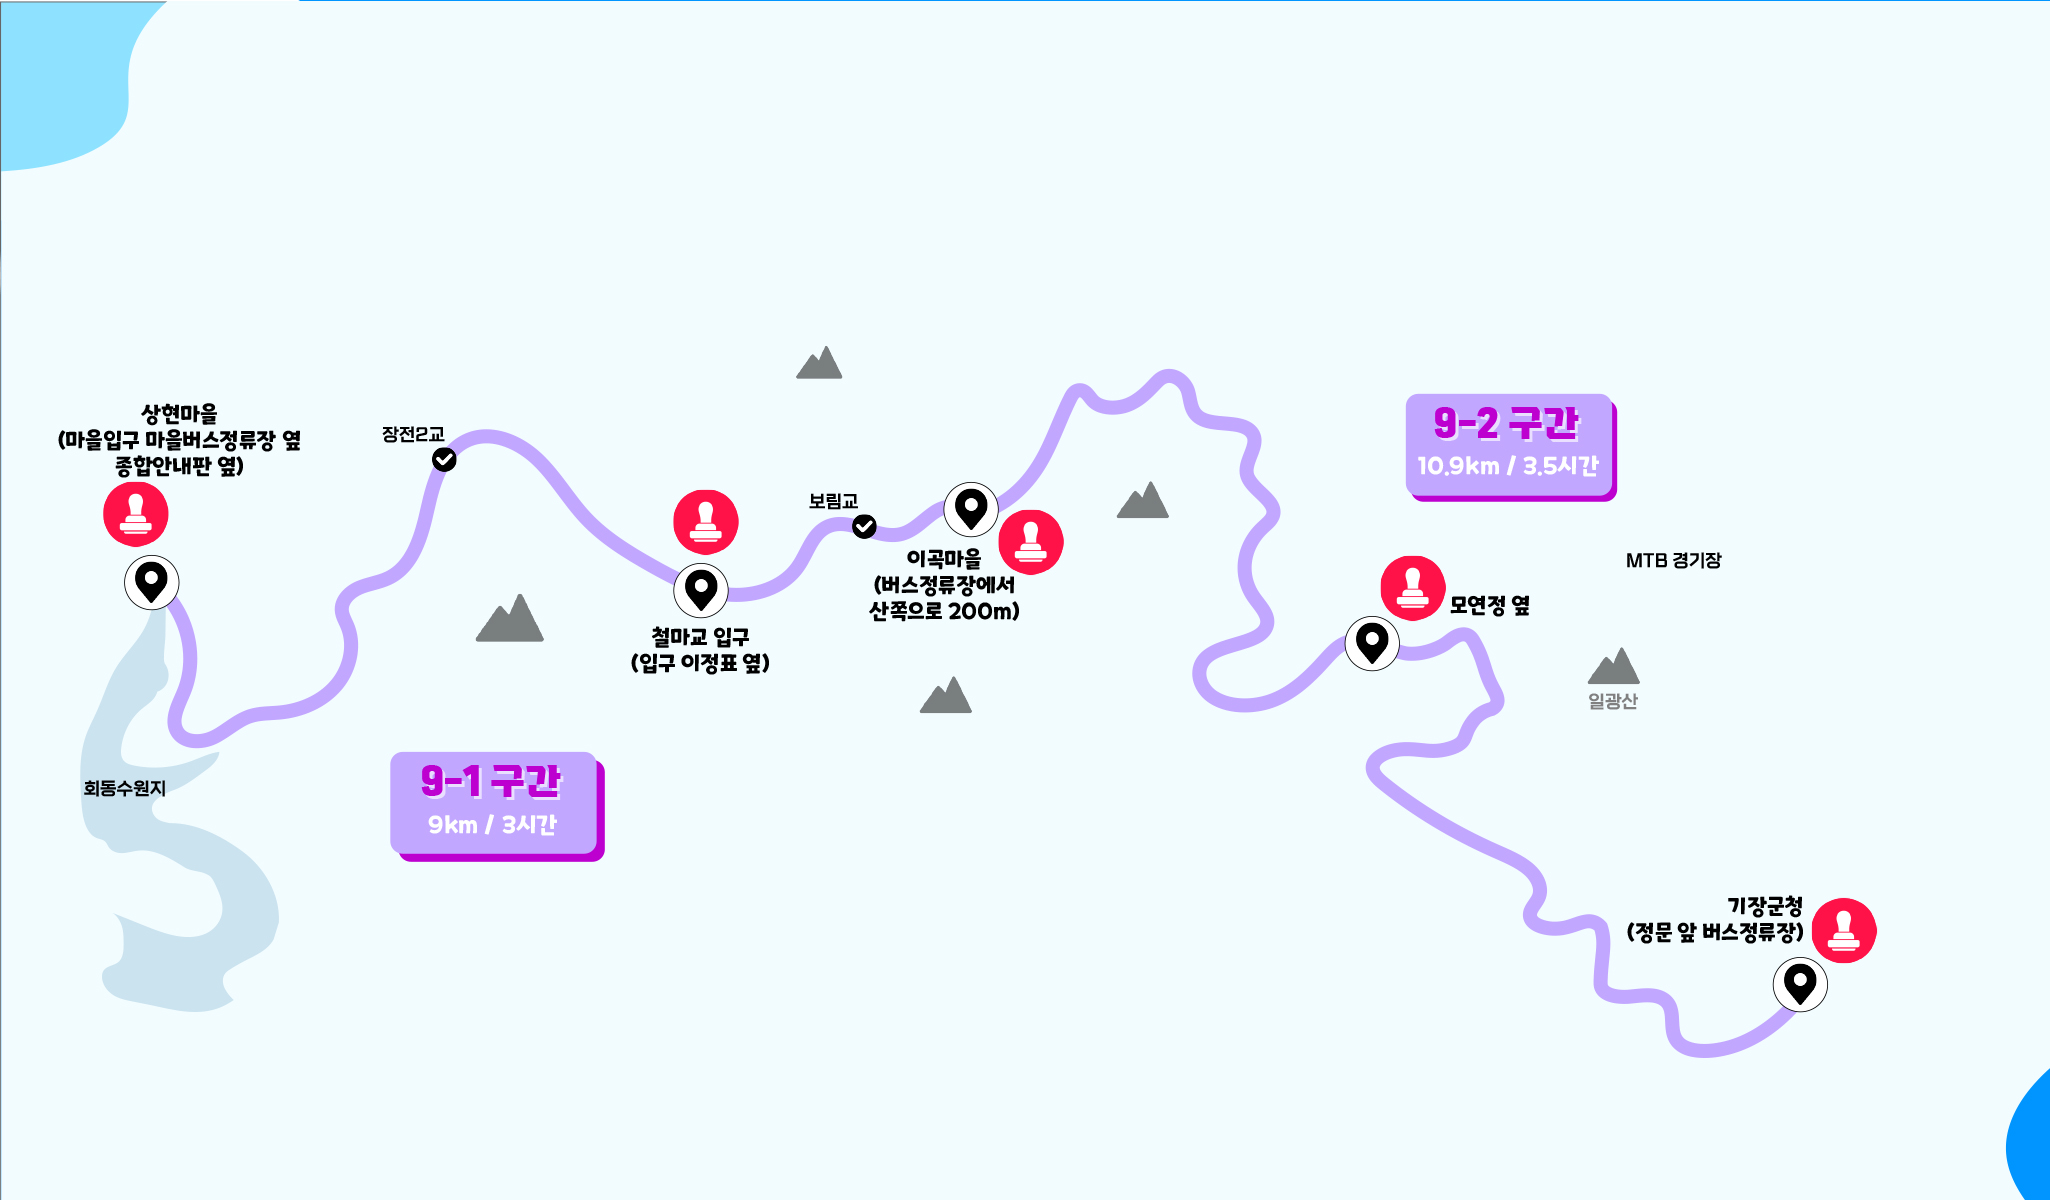 상현마을
(마을입구 마을버스정류장 옆
종합안내판 옆)
장전2교
보림교
이곡마을
(버스정류장에서
산쪽으로 200m)
철마교 입구
(입구 이정표 옆)
9-2 구간
10.9km / 3.5시간
MTB 경기장
모연정 옆
일광산
회동수원지
9-1 구간
9km / 3시간
기장군청
(정문 앞 버스정류장)